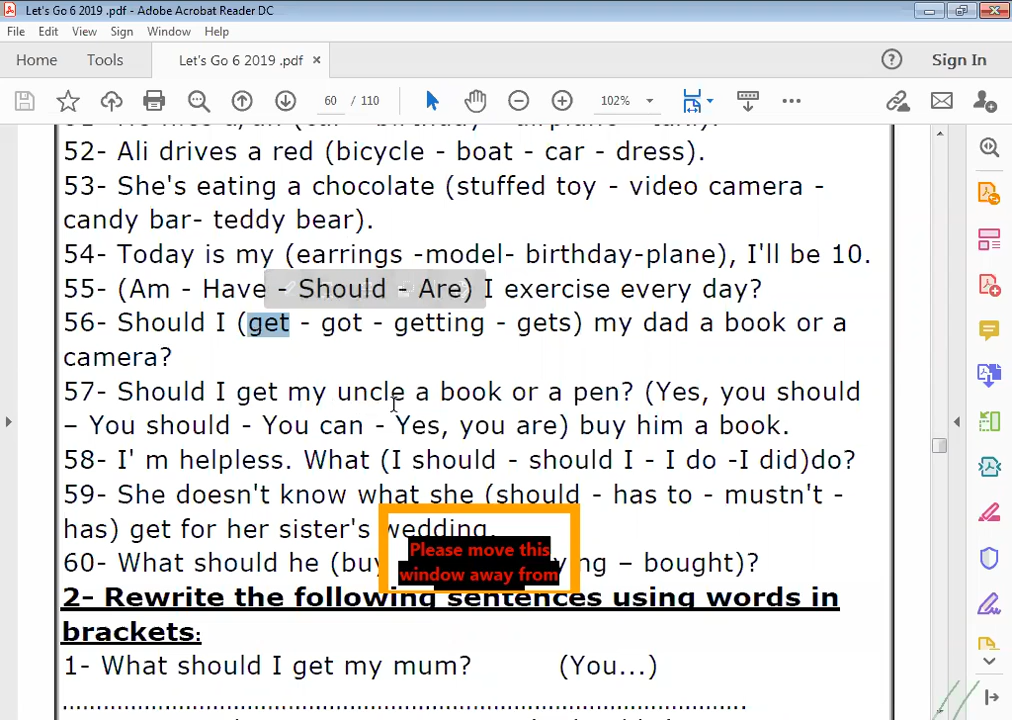 Let's Go 6 2019 .pdf - Adobe Acrobat Reader DC
File Edit View Sign Window Help
Home Tools Let's Go 6 2019 .pdf × Sign In
60 / 110 102%
52- Ali drives a red (bicycle - boat - car - dress).
53- She's eating a chocolate (stuffed toy - video camera -
candy bar- teddy bear).
54- Today is my (earrings -model- birthday-plane), I'll be 10.
55- (Am - Have - Should - Are) I exercise every day?
56- Should I (get - got - getting - gets) my dad a book or a
camera?
57- Should I get my uncle a book or a pen? (Yes, you should
– You should - You can - Yes, you are) buy him a book.
58- I' m helpless. What (I should - should I - I do -I did)do?
59- She doesn't know what she (should - has to - mustn't -
has) get for her sister's wedding.
Please move this
window away from
60- What should he (buy ng – bought)?
2- Rewrite the following sentences using words in
brackets:
1- What should I get my mum? (You...)